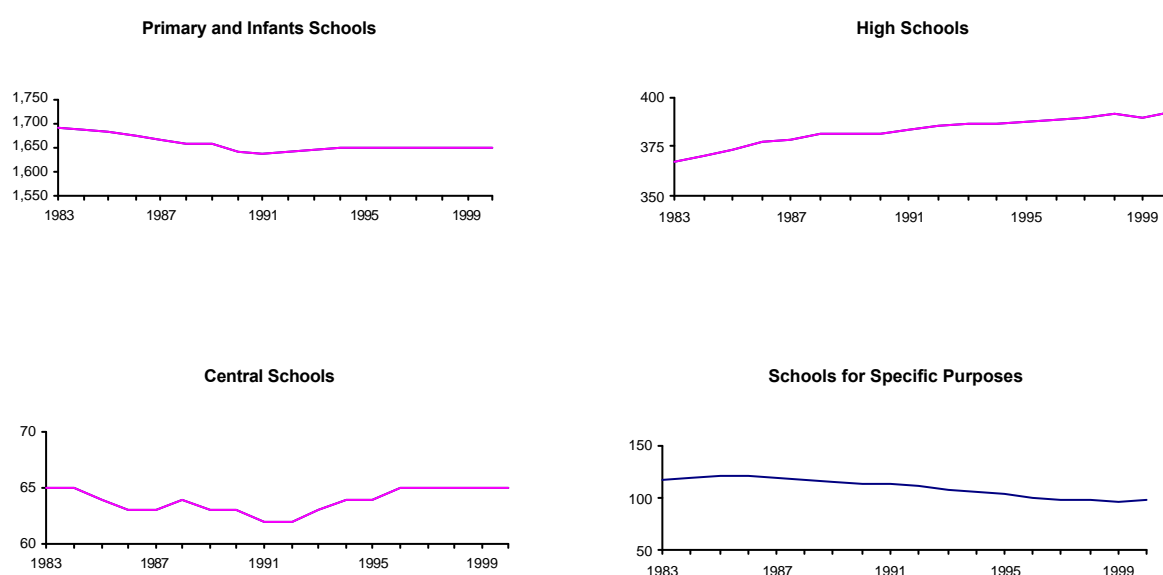 Primary and Infants Schools
1,750
1,700
1,650
1,600
1,550
1983 1987 1991 1995 1999
High Schools
400
375
350
1983 1987 1991 1995 1999
Central Schools
70
65
60
1983 1987 1991 1995 1999
Schools for Specific Purposes
150
100
50
1983 1987 1991 1995 1999